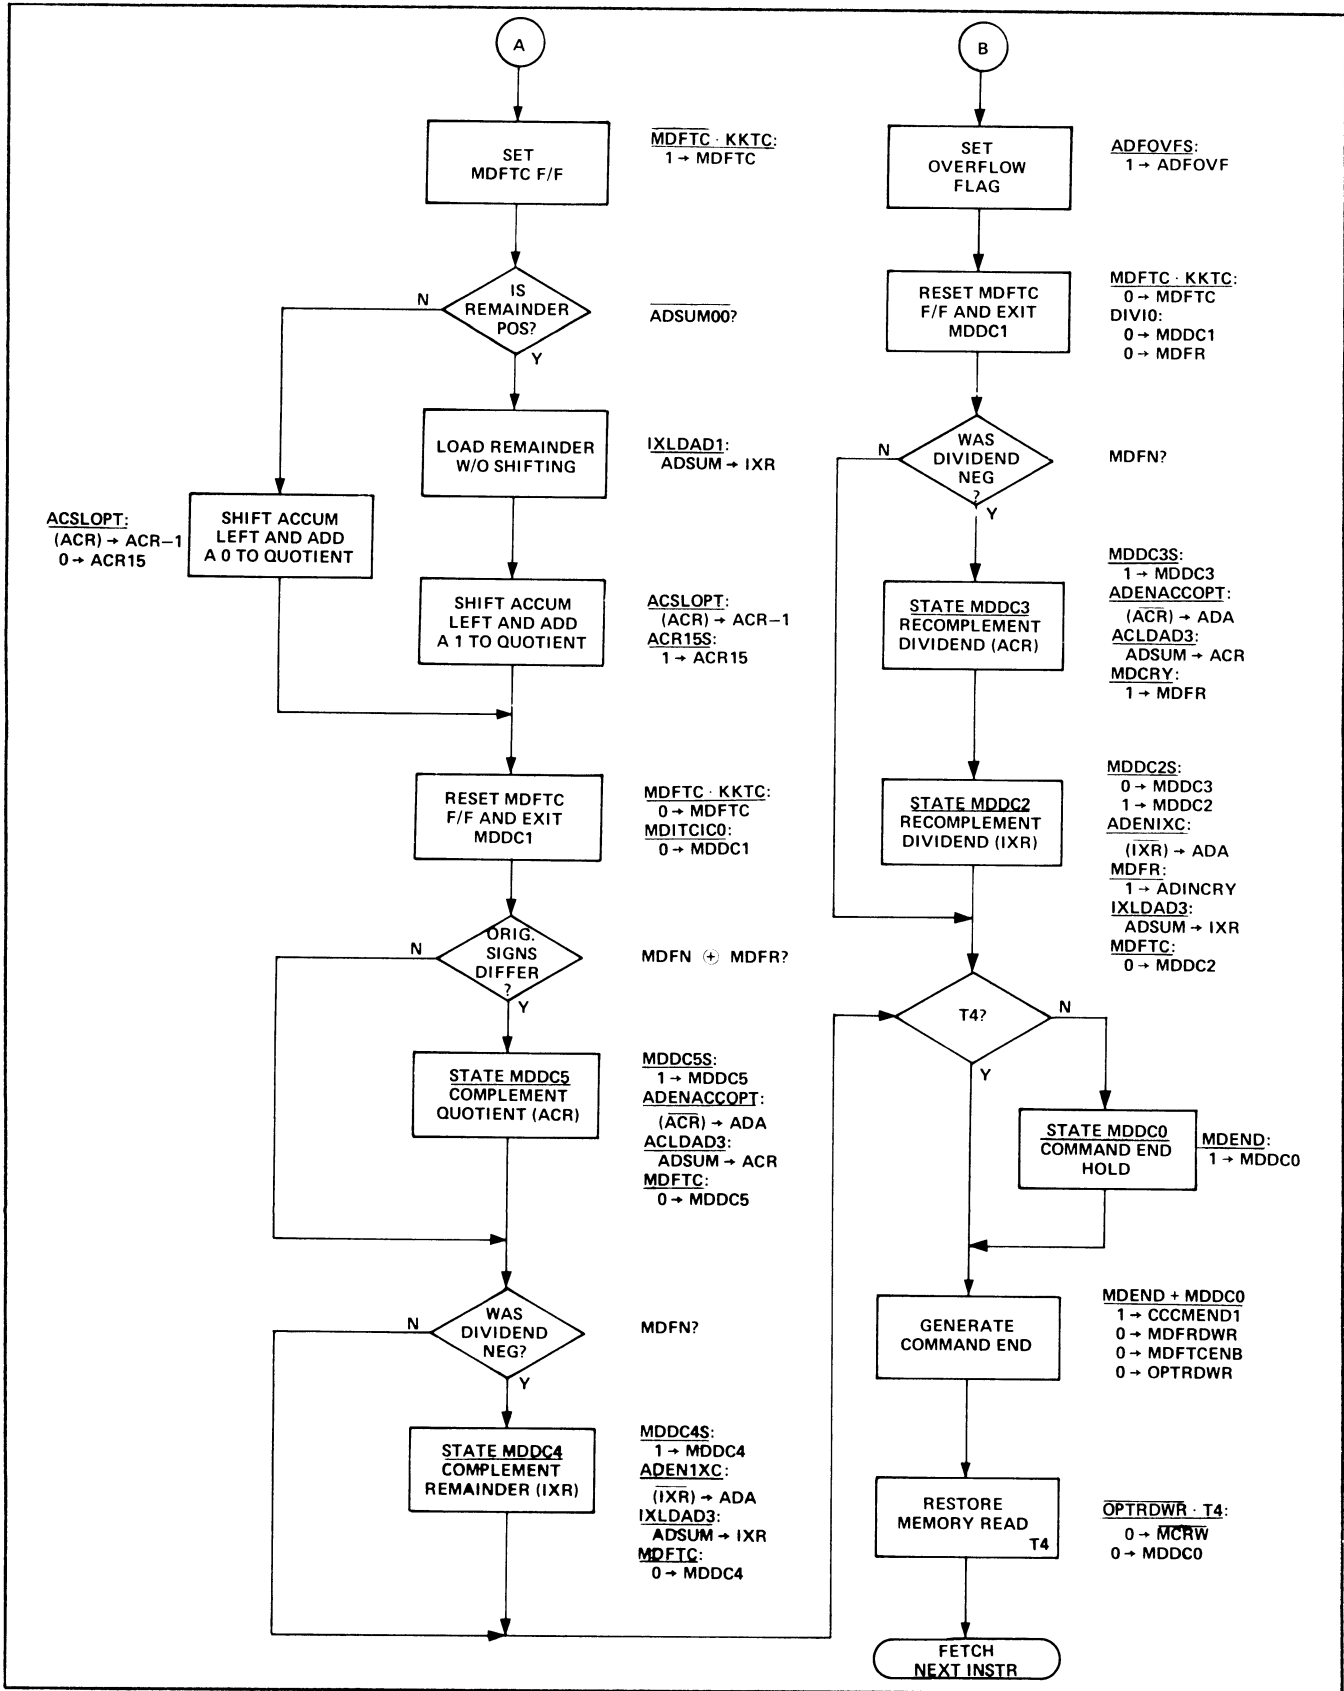 A
SET
MDFTC F/F
M̅D̅F̅T̅C̅ · KKTC:
1 → MDFTC
IS
REMAINDER
POS?
N
Y
A̅D̅S̅U̅M̅0̅0̅?
LOAD REMAINDER
W/O SHIFTING
IXLDAD1:
ADSUM → IXR
ACSLOPT:
(ACR) → ACR–1
0 → ACR15
SHIFT ACCUM
LEFT AND ADD
A 0 TO QUOTIENT
SHIFT ACCUM
LEFT AND ADD
A 1 TO QUOTIENT
ACSLOPT:
(ACR) → ACR–1
ACR15S:
1 → ACR15
RESET MDFTC
F/F AND EXIT
MDDC1
MDFTC · KKTC:
0 → MDFTC
MDITCIC0:
0 → MDDC1
ORIG.
SIGNS
DIFFER
?
N
Y
MDFN ⊕ MDFR?
STATE MDDC5
COMPLEMENT
QUOTIENT (ACR)
MDDC5S:
1 → MDDC5
ADENACCOPT:
(A̅C̅R̅) → ADA
ACLDAD3:
ADSUM → ACR
MDFTC:
0 → MDDC5
WAS
DIVIDEND
NEG?
N
Y
MDFN?
STATE MDDC4
COMPLEMENT
REMAINDER (IXR)
MDDC4S:
1 → MDDC4
ADEN1XC:
(I̅X̅R̅) → ADA
IXLDAD3:
ADSUM → IXR
MDFTC:
0 → MDDC4
B
SET
OVERFLOW
FLAG
ADFOVFS:
1 → ADFOVF
RESET MDFTC
F/F AND EXIT
MDDC1
MDFTC · KKTC:
0 → MDFTC
DIVI0:
0 → MDDC1
0 → MDFR
WAS
DIVIDEND
NEG
?
N
Y
MDFN?
STATE MDDC3
RECOMPLEMENT
DIVIDEND (ACR)
MDDC3S:
1 → MDDC3
ADENACCOPT:
(A̅C̅R̅) → ADA
ACLDAD3:
ADSUM → ACR
MDCRY:
1 → MDFR
STATE MDDC2
RECOMPLEMENT
DIVIDEND (IXR)
MDDC2S:
0 → MDDC3
1 → MDDC2
ADENIXC:
(I̅X̅R̅) → ADA
MDFR:
1 → ADINCRY
IXLDAD3:
ADSUM → IXR
MDFTC:
0 → MDDC2
T4?
N
Y
STATE MDDC0
COMMAND END
HOLD
MDEND:
1 → MDDC0
GENERATE
COMMAND END
MDEND + MDDC0
1 → CCCMEND1
0 → MDFRDWR
0 → MDFTCENB
0 → OPTRDWR
RESTORE
MEMORY READ
T4
O̅P̅T̅R̅D̅W̅R̅ · T4:
0 → M̅C̅R̅W̅
0 → MDDC0
FETCH
NEXT INSTR